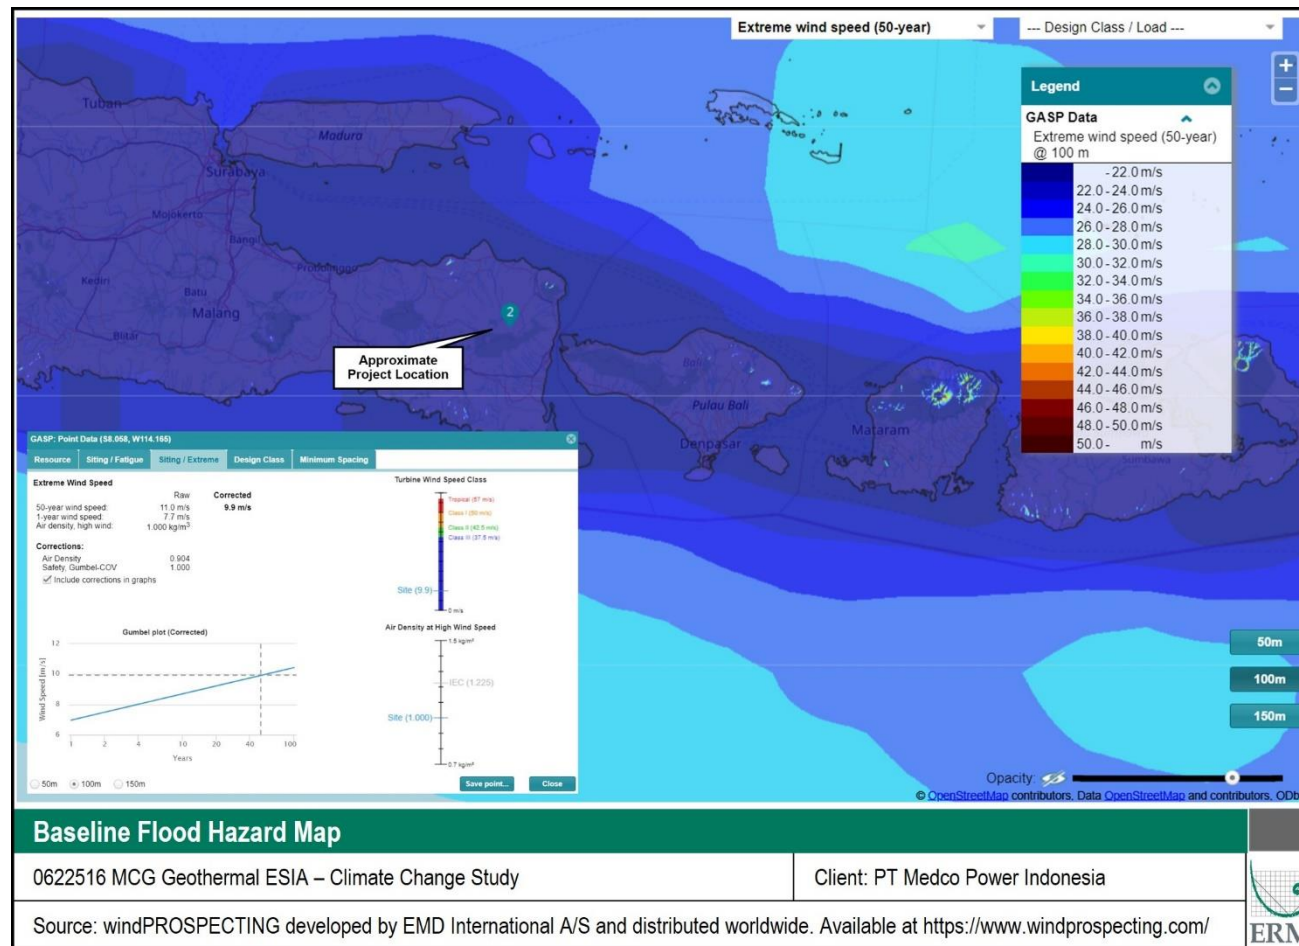 Extreme wind speed (50-year)
--- Design Class / Load ---
+
−
Legend
GASP Data
Extreme wind speed (50-year)
@ 100 m
- 22.0 m/s
22.0 - 24.0 m/s
24.0 - 26.0 m/s
26.0 - 28.0 m/s
28.0 - 30.0 m/s
30.0 - 32.0 m/s
32.0 - 34.0 m/s
34.0 - 36.0 m/s
36.0 - 38.0 m/s
38.0 - 40.0 m/s
40.0 - 42.0 m/s
42.0 - 44.0 m/s
44.0 - 46.0 m/s
46.0 - 48.0 m/s
48.0 - 50.0 m/s
50.0 - m/s
Tuban
Madura
Surabaya
Mojokerto
Bangil
Probolinggo
Kediri
Batu
Malang
Blitar
2
Approximate
Project Location
Bali
Pulau Bali
Denpasar
Mataram
Sumbawa
GASP: Point Data (S8.058, W114.165)
Resource Siting / Fatigue Siting / Extreme Design Class Minimum Spacing
Extreme Wind Speed
Raw Corrected
50-year wind speed: 11.0 m/s 9.9 m/s
1-year wind speed: 7.7 m/s
Air density, high wind: 1.000 kg/m³
Corrections:
Air Density 0.904
Safety, Gumbel-COV 1.000
Include corrections in graphs
Turbine Wind Speed Class
Tropical (57 m/s)
Class I (50 m/s)
Class II (42.5 m/s)
Class III (37.5 m/s)
Site (9.9)
0 m/s
Gumbel plot (Corrected)
12
10
8
6
Wind Speed [m/s]
1 2 4 10 20 40 100
Years
Air Density at High Wind Speed
1.5 kg/m³
IEC (1.225)
Site (1.000)
0.7 kg/m³
50m 100m 150m
Save point... Close
50m
100m
150m
Opacity:
© OpenStreetMap contributors, Data OpenStreetMap and contributors, ODb
Baseline Flood Hazard Map
0622516 MCG Geothermal ESIA – Climate Change Study
Client: PT Medco Power Indonesia
Source: windPROSPECTING developed by EMD International A/S and distributed worldwide. Available at https://www.windprospecting.com/
ERM